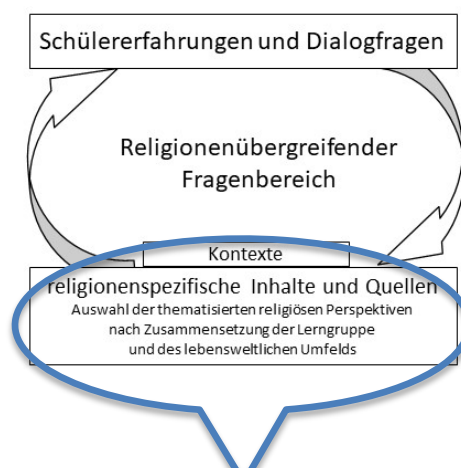 Schülererfahrungen und Dialogfragen
Religionenübergreifender
Fragenbereich
Kontexte
religionenspezifische Inhalte und Quellen
Auswahl der thematisierten religiösen Perspektiven
nach Zusammensetzung der Lerngruppe
und des lebensweltlichen Umfelds